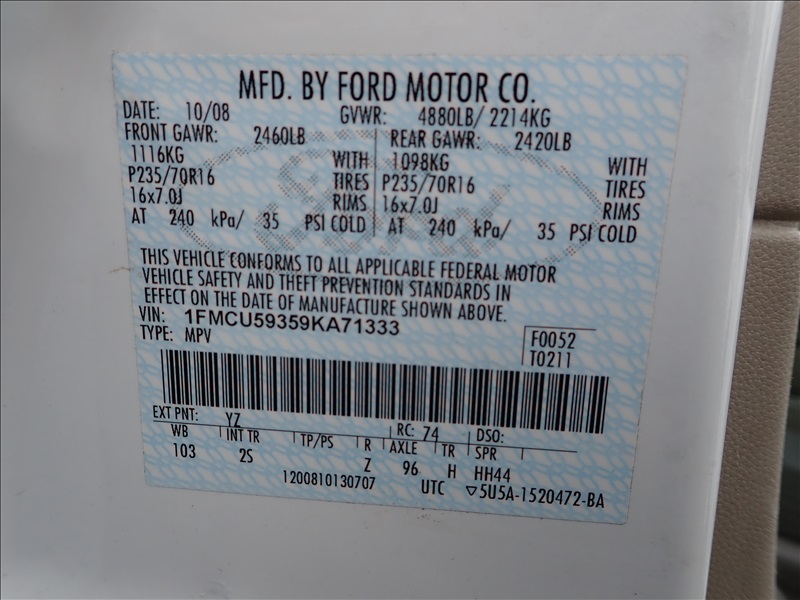 MFD. BY FORD MOTOR CO.
DATE: 10/08 GVWR: 4880LB/ 2214KG
FRONT GAWR: 2460LB REAR GAWR: 2420LB
1116KG WITH 1098KG WITH
P235/70R16 TIRES P235/70R16 TIRES
16x7.0J RIMS 16x7.0J RIMS
AT 240 kPa/ 35 PSI COLD AT 240 kPa/ 35 PSI COLD
THIS VEHICLE CONFORMS TO ALL APPLICABLE FEDERAL MOTOR
VEHICLE SAFETY AND THEFT PREVENTION STANDARDS IN
EFFECT ON THE DATE OF MANUFACTURE SHOWN ABOVE.
VIN: 1FMCU59359KA71333
TYPE: MPV
F0052
T0211
EXT PNT: YZ RC: 74 DSO:
WB INT TR TP/PS R AXLE TR SPR
103 2S Z 96 H HH44
1200810130707 UTC ▽5U5A-1520472-BA